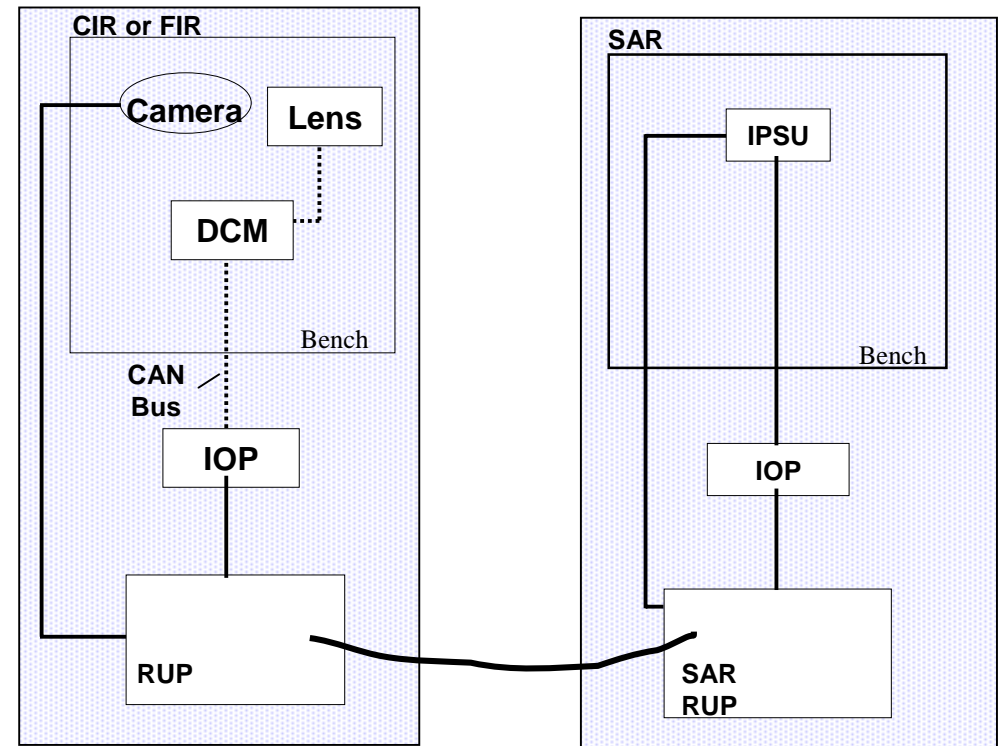 CIR or FIR
Camera
Lens
DCM
Bench
CAN
Bus
IOP
RUP
SAR
IPSU
Bench
IOP
SAR
RUP